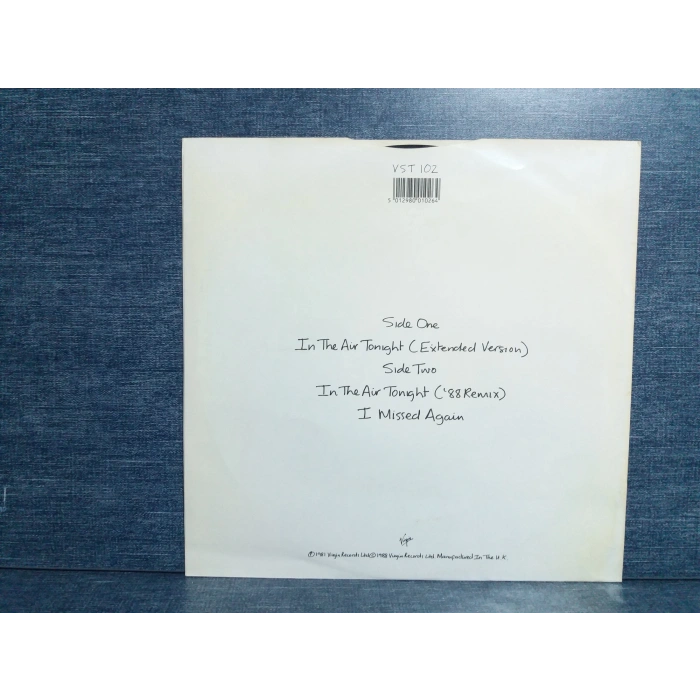 VST 102
5 012980 010264
Side One
In The Air Tonight (Extended Version)
Side Two
In The Air Tonight ('88 Remix)
I Missed Again
Virgin
Ⓟ 1981 Virgin Records Ltd © 1988 Virgin Records Ltd. Manufactured In The U.K.